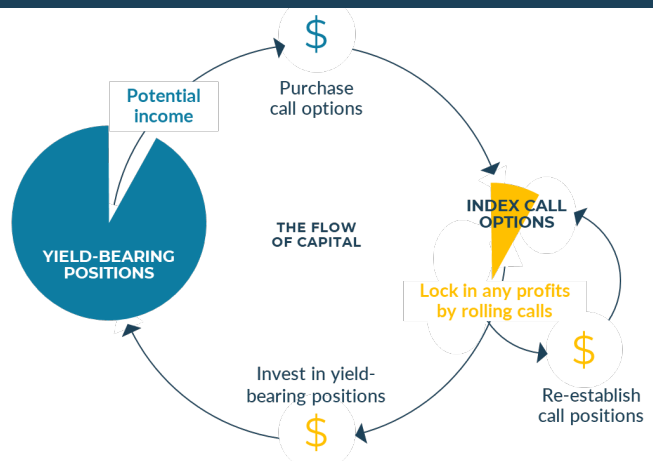 $
Purchase
call options
Potential
income
INDEX CALL
OPTIONS
THE FLOW
OF CAPITAL
YIELD-BEARING
POSITIONS
Lock in any profits
by rolling calls
$
Re-establish
call positions
Invest in yield-
bearing positions
$